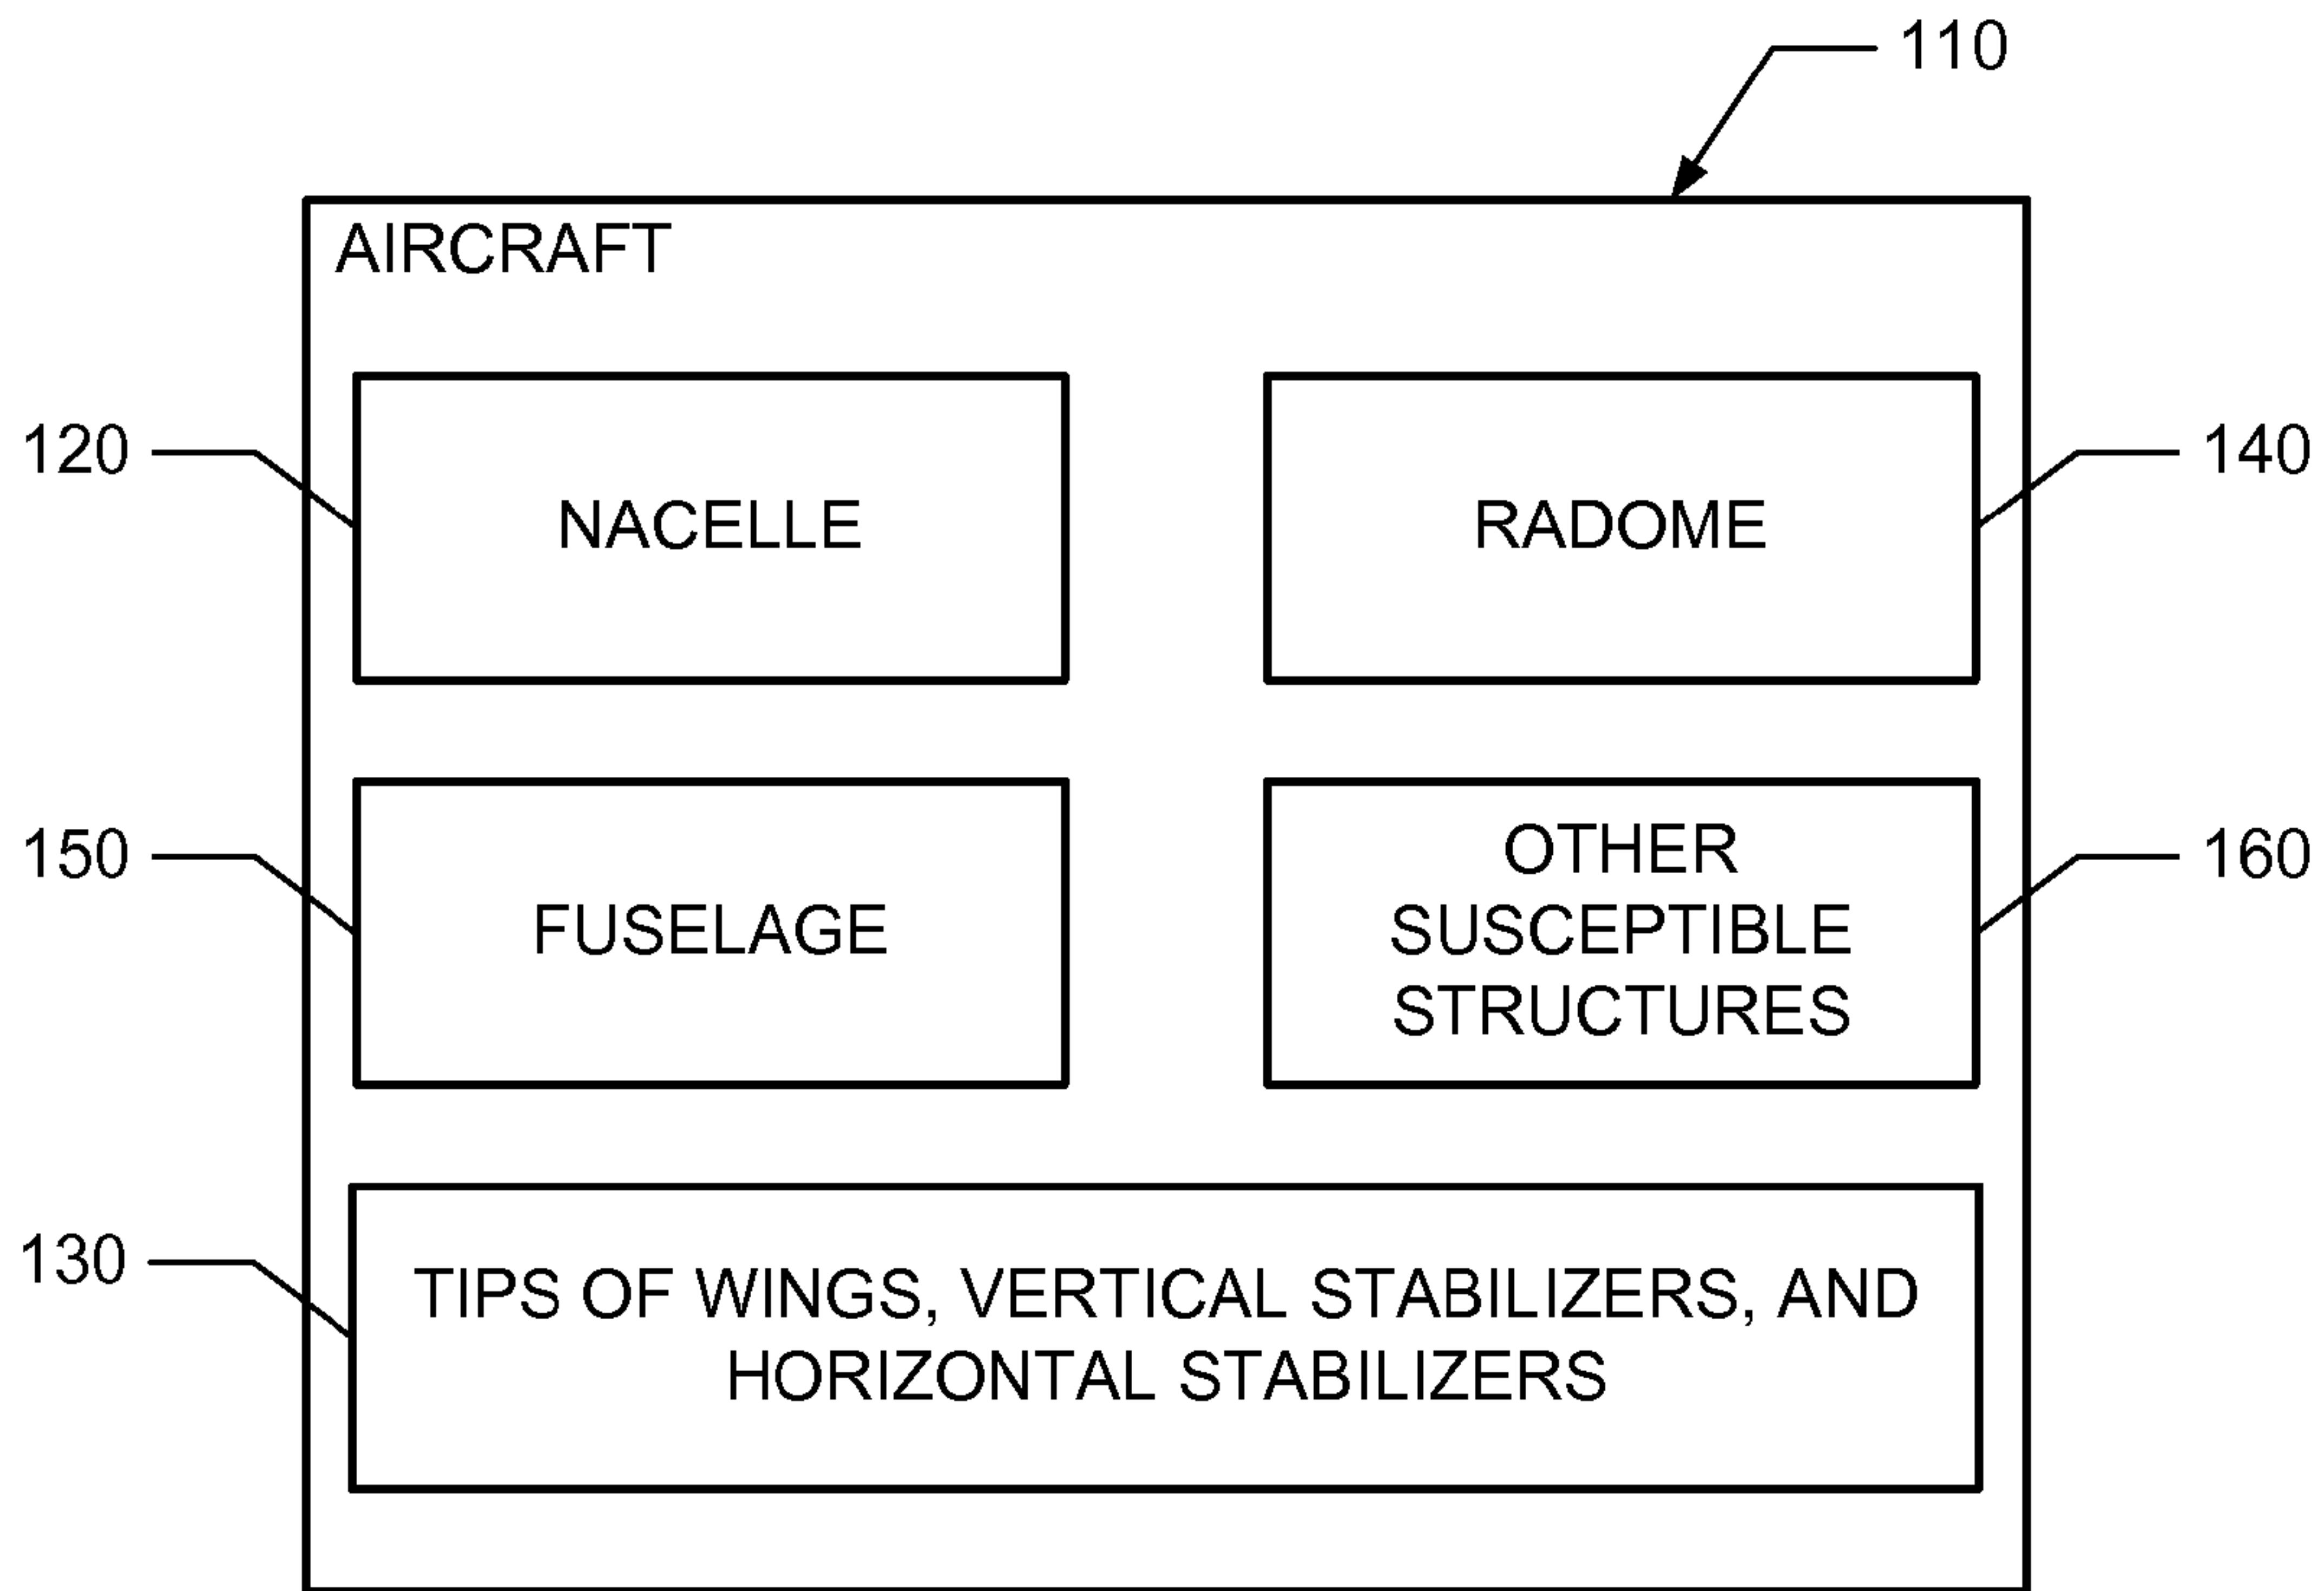 110
AIRCRAFT
120
NACELLE
RADOME
140
150
FUSELAGE
OTHER
SUSCEPTIBLE
STRUCTURES
160
130
TIPS OF WINGS, VERTICAL STABILIZERS, AND
HORIZONTAL STABILIZERS